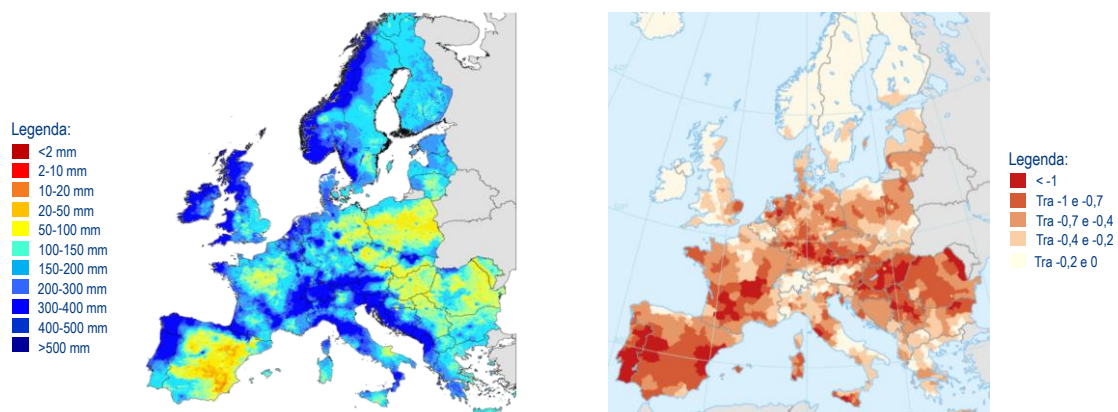 Legenda:
<2 mm
2-10 mm
10-20 mm
20-50 mm
50-100 mm
100-150 mm
150-200 mm
200-300 mm
300-400 mm
400-500 mm
>500 mm
Legenda:
< -1
Tra -1 e -0,7
Tra -0,7 e -0,4
Tra -0,4 e -0,2
Tra -0,2 e 0